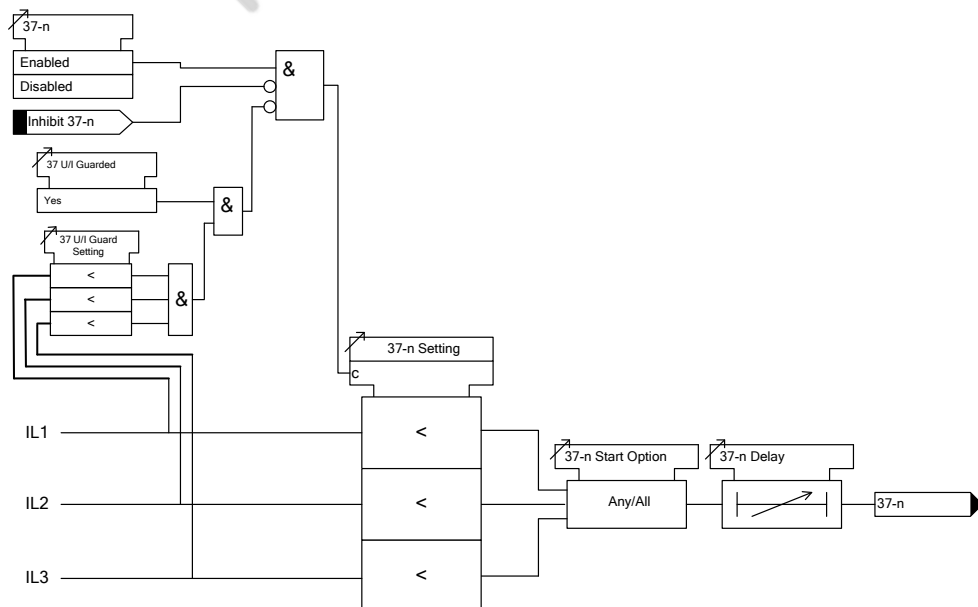 37-n
Enabled
Disabled
&
Inhibit 37-n
37 U/I Guarded
Yes
&
37 U/I Guard
Setting
<
<
<
&
37-n Setting
c
IL1
<
37-n Start Option
37-n Delay
IL2
<
Any/All
37-n
IL3
<